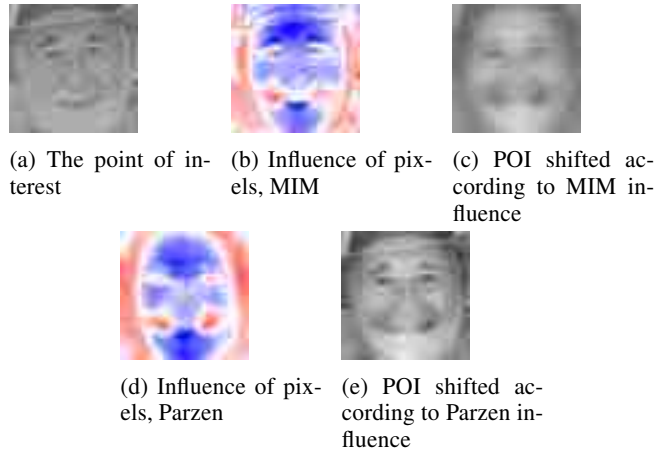 (a) The point of in-
terest
(b) Influence of pix-
els, MIM
(c) POI shifted ac-
cording to MIM in-
fluence
(d) Influence of pix-
els, Parzen
(e) POI shifted ac-
cording to Parzen in-
fluence